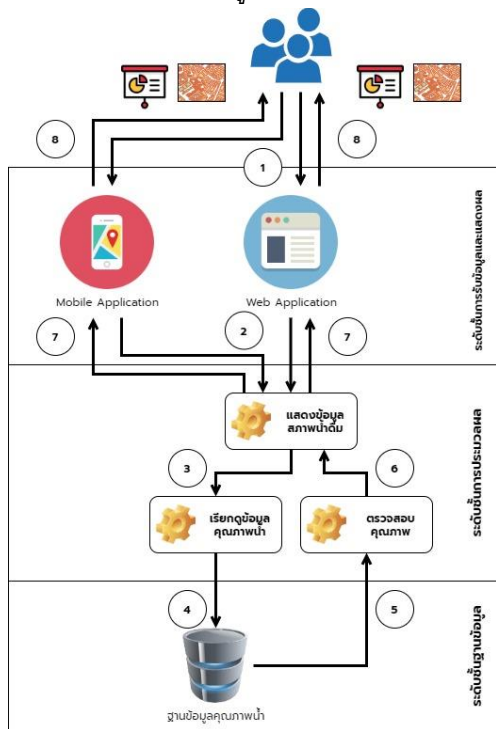 8
1
8
Mobile Application
Web Application
ระดับชั้นการรับข้อมูลและแสดงผล
7
2
7
แสดงข้อมูล
สภาพน้ำดื่ม
3
6
เรียกดูข้อมูล
คุณภาพน้ำ
ตรวจสอบ
คุณภาพ
ระดับชั้นการประมวลผล
4
5
ฐานข้อมูลคุณภาพน้ำ
ระดับชั้นฐานข้อมูล